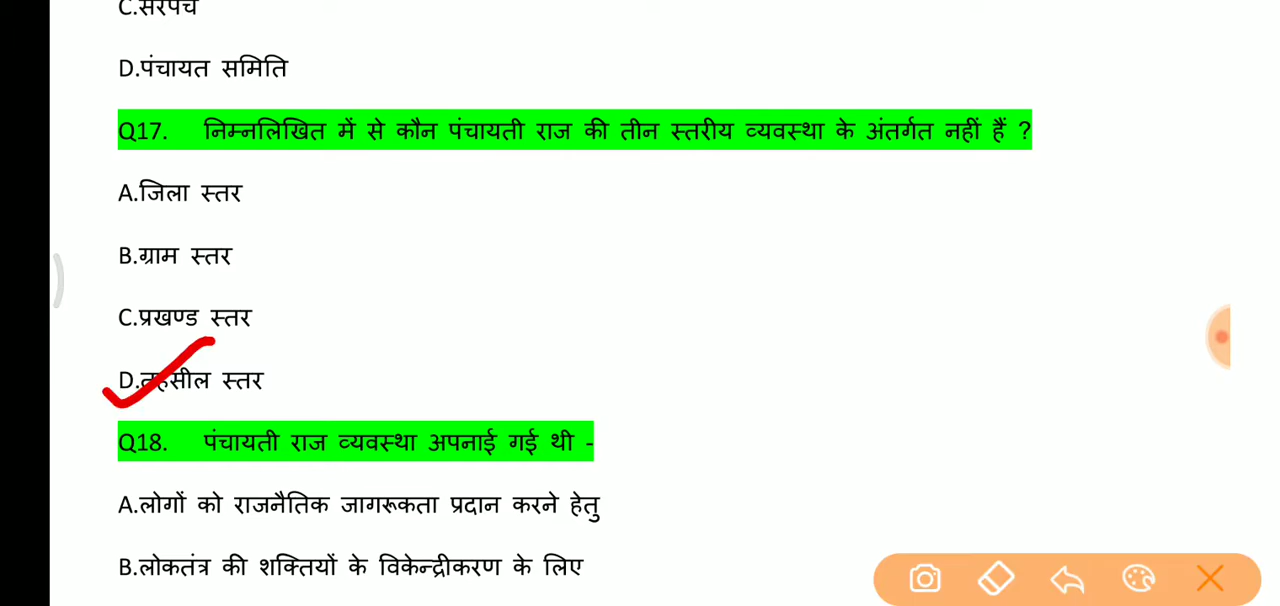 C.सरपंच
D.पंचायत समिति
Q17. निम्नलिखित में से कौन पंचायती राज की तीन स्तरीय व्यवस्था के अंतर्गत नहीं हैं ?
A.जिला स्तर
B.ग्राम स्तर
C.प्रखण्ड स्तर
D.तहसील स्तर
Q18. पंचायती राज व्यवस्था अपनाई गई थी -
A.लोगों को राजनैतिक जागरूकता प्रदान करने हेतु
B.लोकतंत्र की शक्तियों के विकेन्द्रीकरण के लिए